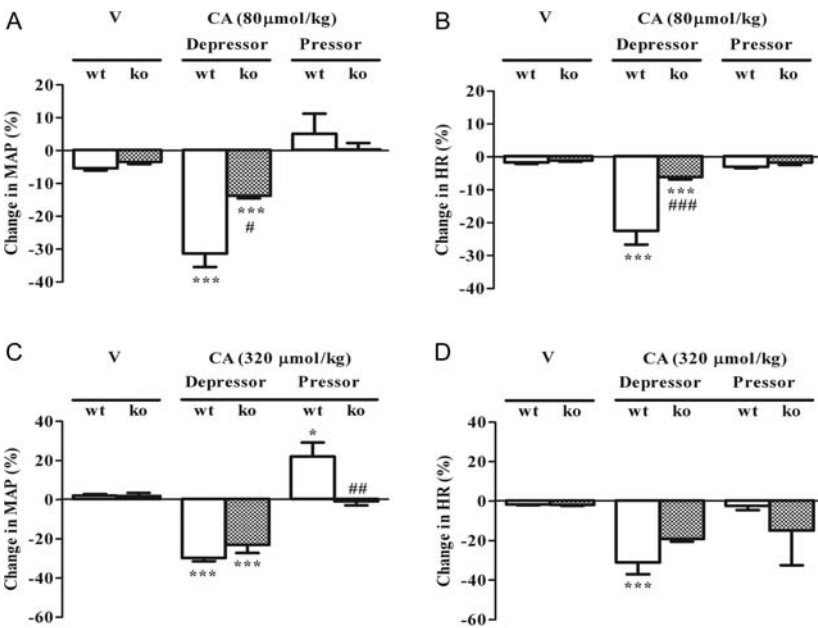 A
V CA (80μmol/kg)
Depressor Pressor
wt ko wt ko wt ko
20
10
0
-10
-20
-30
-40
Change in MAP (%)
***
***
#
B
V CA (80μmol/kg)
Depressor Pressor
wt ko wt ko wt ko
20
10
0
-10
-20
-30
-40
Change in HR (%)
***
***
###
C
V CA (320 μmol/kg)
Depressor Pressor
wt ko wt ko wt ko
40
20
0
-20
-40
-60
Change in MAP (%)
***
***
*
##
D
V CA (320 μmol/kg)
Depressor Pressor
wt ko wt ko wt ko
40
20
0
-20
-40
-60
Change in HR (%)
***